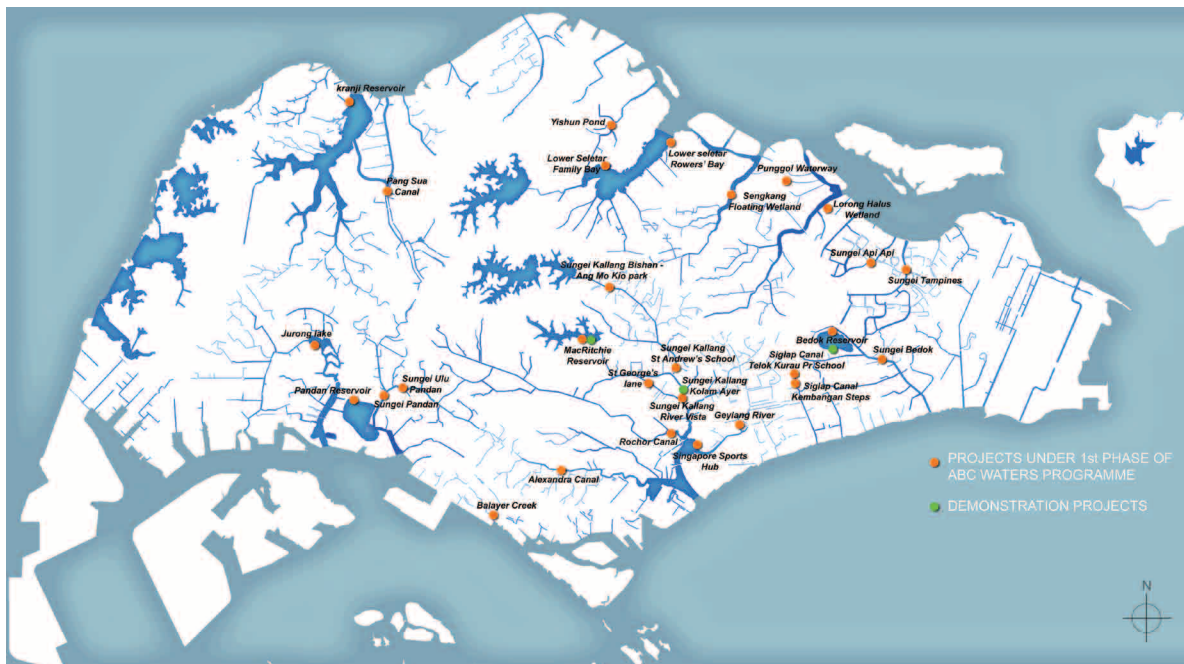 kranji Reservoir
Yishun Pond
Lower Seletar
Family Bay
Lower seletar
Rowers' Bay
Punggol Waterway
Pang Sua
Canal
Sengkang
Floating Wetland
Lorong Halus
Wetland
Sungei Api Api
Sungei Tampines
Sungei Kallang Bishan -
Ang Mo Kio park
Jurong lake
MacRitchie
Reservoir
Sungei Kallang
St Andrew's School
Bedok Reservoir
Siglap Canal
Telok Kurau Pr School
Sungei Bedok
St George's
lane
Sungei Kallang
Kolam Ayer
Siglap Canal
Kembangan Steps
Pandan Reservoir
Sungei Ulu
Pandan
Sungei Pandan
Sungei Kallang
River Vista
Geylang River
Rochor Canal
Singapore Sports
Hub
Alexandra Canal
Balayer Creek
PROJECTS UNDER 1st PHASE OF
ABC WATERS PROGRAMME
DEMONSTRATION PROJECTS
N